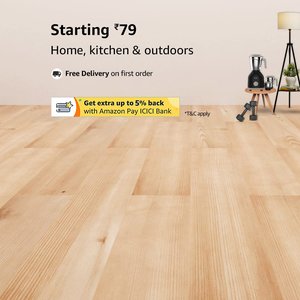 Starting ₹79
Home, kitchen & outdoors
Free Delivery on first order
Get extra up to 5% back
with Amazon Pay ICICI Bank
*T&C apply